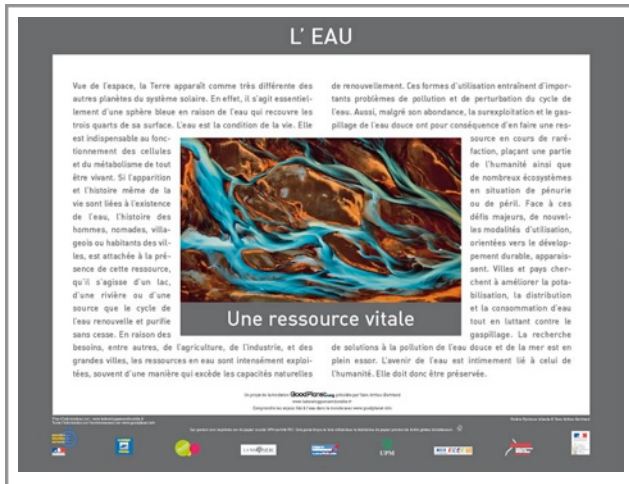 L' EAU
Vue de l'espace, la Terre apparaît comme très différente des
autres planètes du système solaire. En effet, il s'agit essentiel-
lement d'une sphère bleue en raison de l'eau qui recouvre les
trois quarts de sa surface. L'eau est la condition de la vie. Elle
est indispensable au fonc-
tionnement des cellules
et du métabolisme de tout
être vivant. Si l'apparition
et l'histoire même de la
vie sont liées à l'existence
de l'eau, l'histoire des
hommes, nomades, villa-
geois ou habitants des vil-
les, est attachée à la pré-
sence de cette ressource,
qu'il s'agisse d'un lac,
d'une rivière ou d'une
source que le cycle de
l'eau renouvelle et purifie
sans cesse. En raison des
besoins, entre autres, de l'agriculture, de l'industrie, et des
grandes villes, les ressources en eau sont intensément exploi-
tées, souvent d'une manière qui excède les capacités naturelles
de renouvellement. Ces formes d'utilisation entraînent d'impor-
tants problèmes de pollution et de perturbation du cycle de
l'eau. Aussi, malgré son abondance, la surexploitation et le gas-
pillage de l'eau douce ont pour conséquence d'en faire une res-
source en cours de raré-
faction, plaçant une partie
de l'humanité ainsi que
de nombreux écosystèmes
en situation de pénurie
ou de péril. Face à ces
défis majeurs, de nouvel-
les modalités d'utilisation,
orientées vers le dévelop-
pement durable, apparais-
sent. Villes et pays cher-
chent à améliorer la pota-
bilisation, la distribution
et la consommation d'eau
tout en luttant contre le
gaspillage. La recherche
de solutions à la pollution de l'eau douce et de la mer est en
plein essor. L'avenir de l'eau est intimement lié à celui de
l'humanité. Elle doit donc être préservée.
Une ressource vitale
Un projet de la fondation GoodPlanet.org présidée par Yann Arthus-Bertrand
UPM